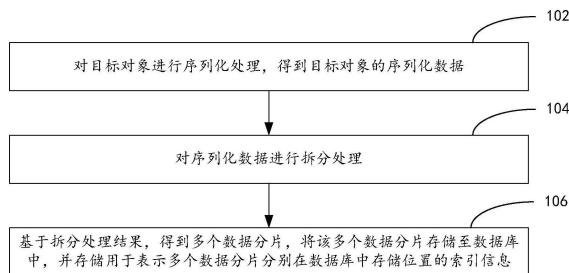 102
对目标对象进行序列化处理，得到目标对象的序列化数据
104
对序列化数据进行拆分处理
106
基于拆分处理结果，得到多个数据分片，将该多个数据分片存储至数据库
中，并存储用于表示多个数据分片分别在数据库中存储位置的索引信息